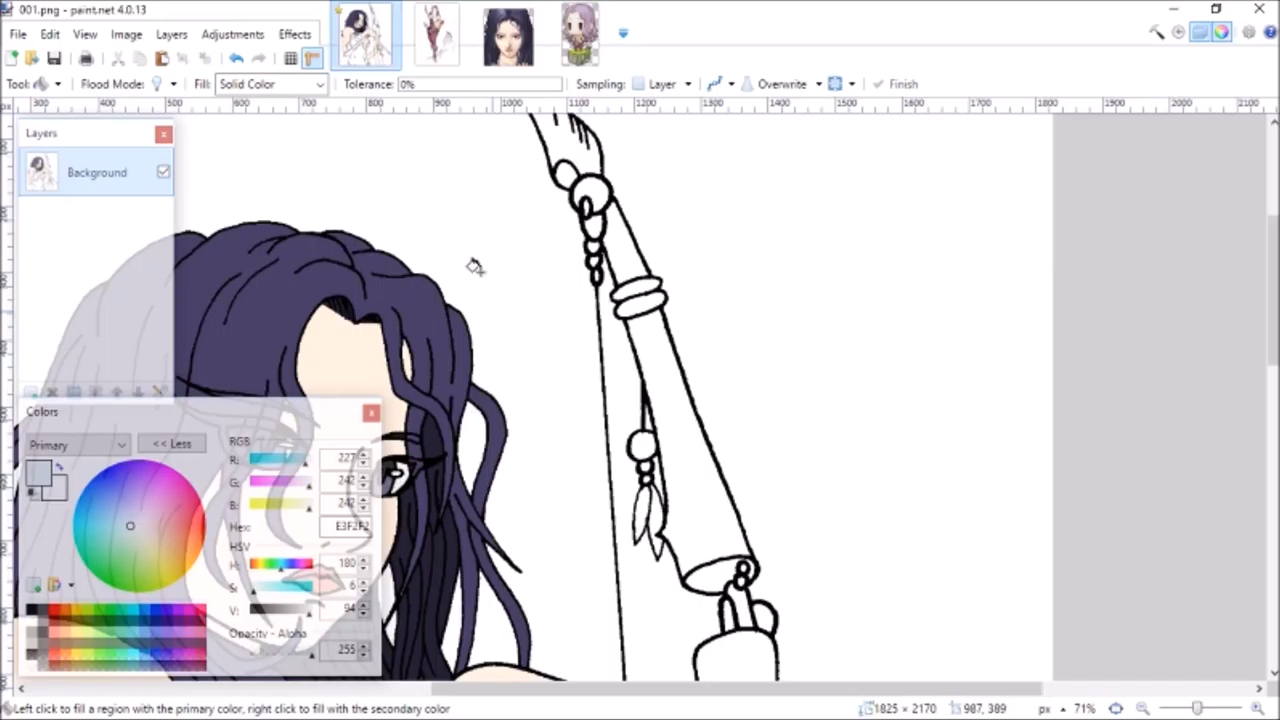 001.png - paint.net 4.0.13
File Edit View Image Layers Adjustments Effects
Tool: Flood Mode: Fill: Solid Color Tolerance: 0% Sampling: Layer Overwrite Finish
px 300 400 500 600 700 800 900 1000 1100 1200 1300 1400 1500 1600 1700 1800 1900 2000 2100
Layers
Background
Colors
Primary << Less
RGB
R: 227
G: 242
B: 242
Hex: E3F2F2
HSV
H: 180
S: 6
V: 94
Opacity - Alpha
255
Left click to fill a region with the primary color, right click to fill with the secondary color 1825 × 2170 987, 389 px 71%